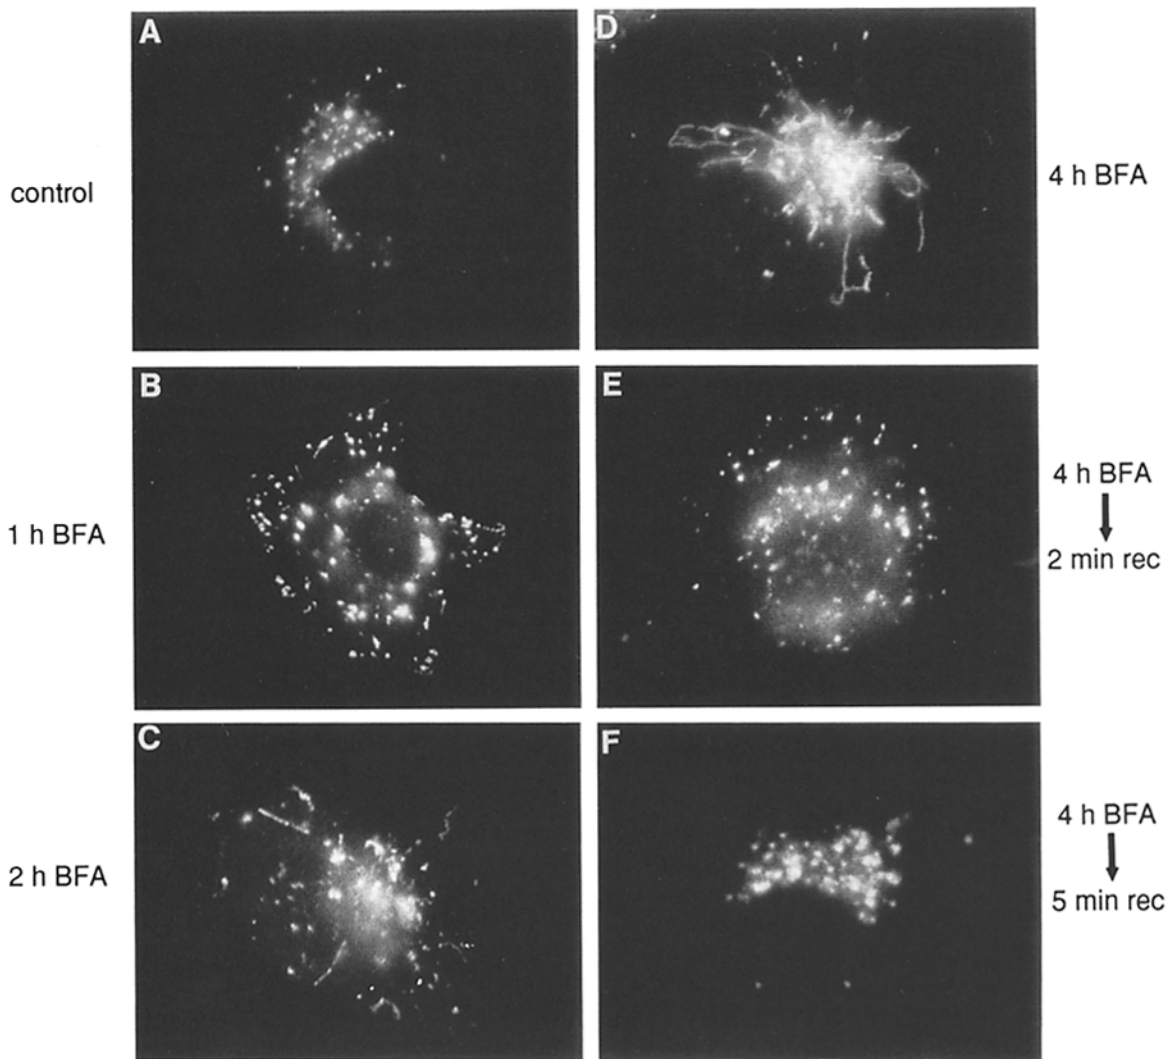 A
control
D
4 h BFA
B
1 h BFA
E
4 h BFA
2 min rec
C
2 h BFA
F
4 h BFA
5 min rec